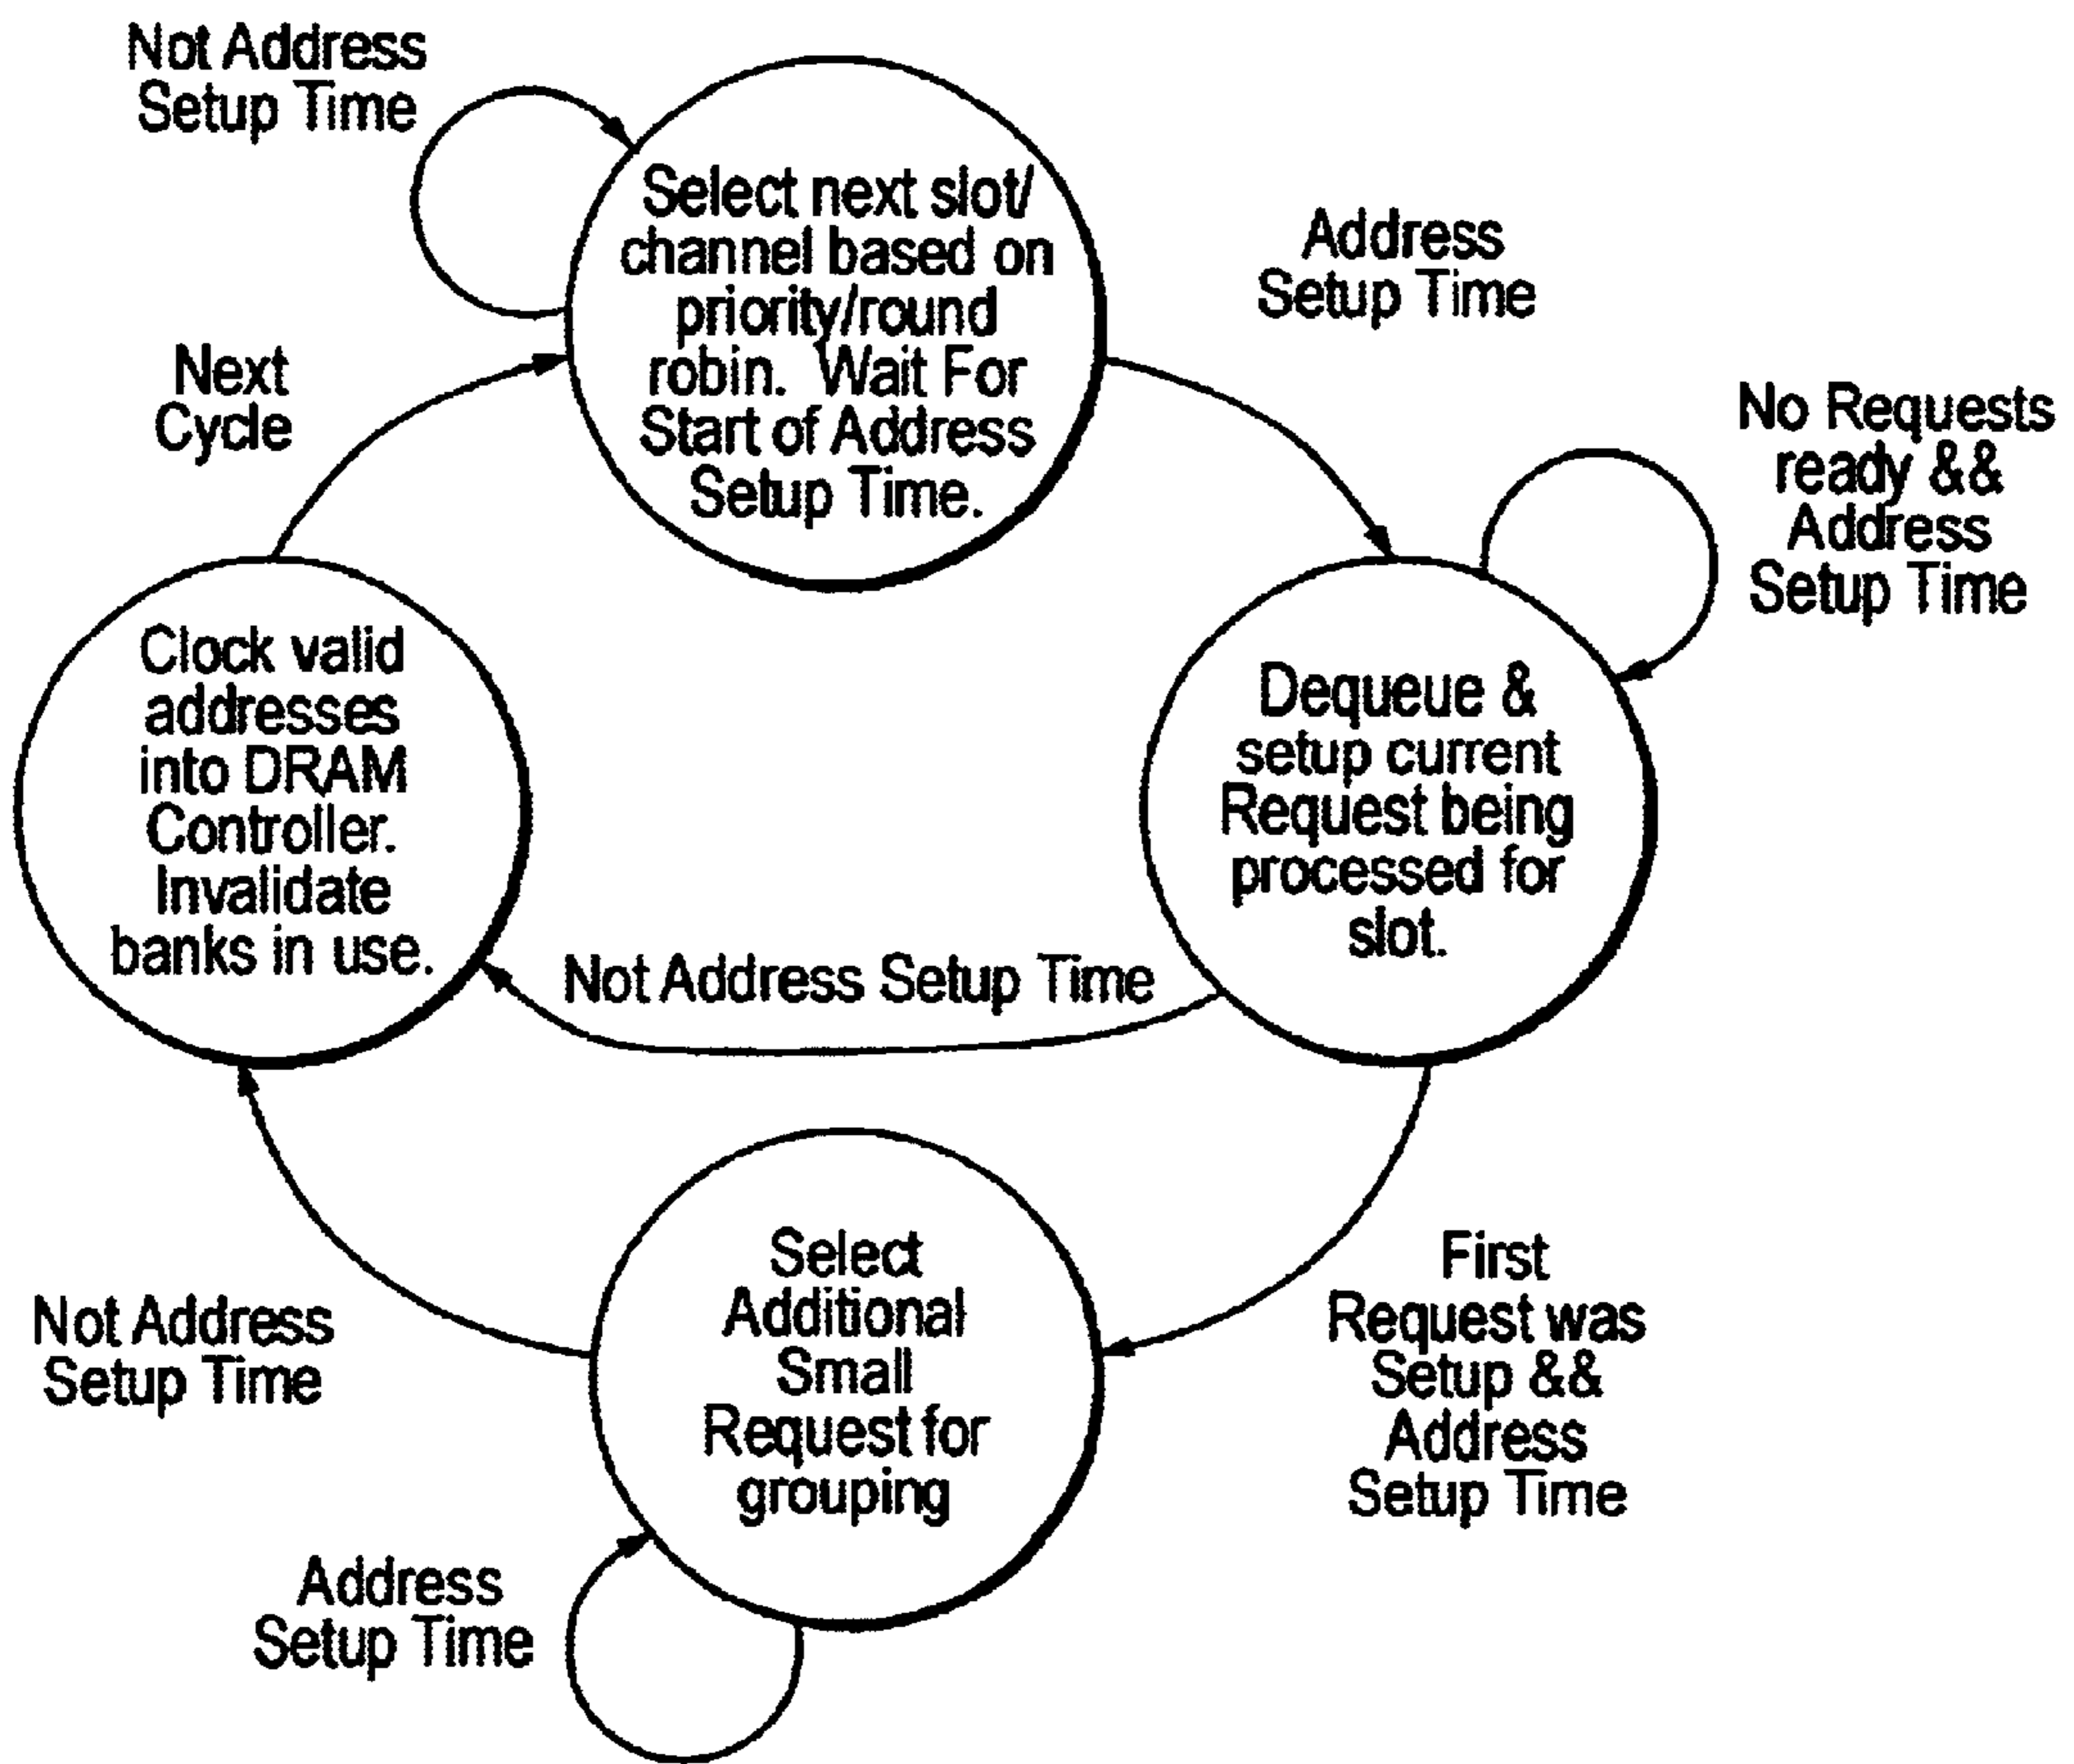 Not Address
Setup Time
Select next slot/
channel based on
priority/round
robin. Wait For
Start of Address
Setup Time.
Address
Setup Time
Next
Cycle
No Requests
ready &&
Address
Setup Time
Clock valid
addresses
into DRAM
Controller.
Invalidate
banks in use.
Dequeue &
setup current
Request being
processed for
slot.
Not Address Setup Time
Select
Additional
Small
Request for
grouping
First
Request was
Setup &&
Address
Setup Time
Not Address
Setup Time
Address
Setup Time